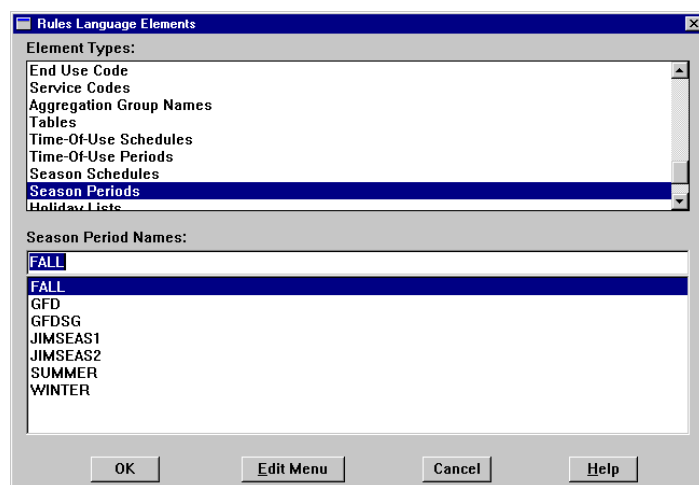 Rules Language Elements
Element Types:
End Use Code
Service Codes
Aggregation Group Names
Tables
Time-Of-Use Schedules
Time-Of-Use Periods
Season Schedules
Season Periods
Holiday Lists
Season Period Names:
FALL
FALL
GFD
GFDSG
JIMSEAS1
JIMSEAS2
SUMMER
WINTER
OK Edit Menu Cancel Help